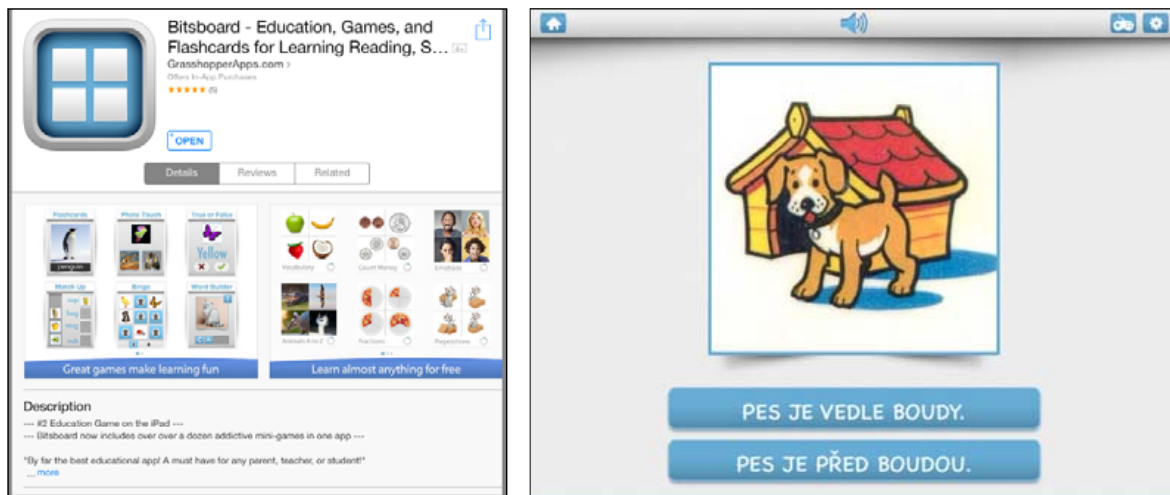 Bitsboard - Education, Games, and
Flashcards for Learning Reading, S...
GrasshopperApps.com >
Offers In-App Purchases
★★★★★ (5)
+ OPEN
Details Reviews Related
Flashcards Photo Touch True or False
penguin
Yellow
Match Up Bingo Word Builder
Vocabulary Count Money Emotions
Animals A to Z Fractions Prepositions
Great games make learning fun
Learn almost anything for free
Description
--- #2 Education Game on the iPad ---
--- Bitsboard now includes over over a dozen addictive mini-games in one app ---
"By far the best educational app! A must have for any parent, teacher, or student!"
... more
PES JE VEDLE BOUDY.
PES JE PŘED BOUDOU.